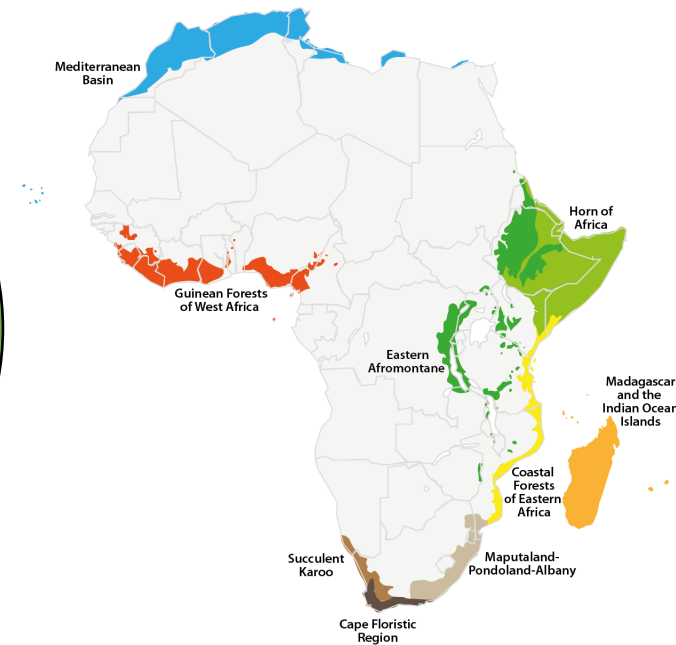 Mediterranean
Basin
Horn of
Africa
Guinean Forests
of West Africa
Eastern
Afromontane
Madagascar
and the
Indian Ocear
Islands
Coastal
Forests
of Eastern
Africa
Succulent
Karoo
Maputaland-
Pondoland-Albany
Cape Floristic
Region